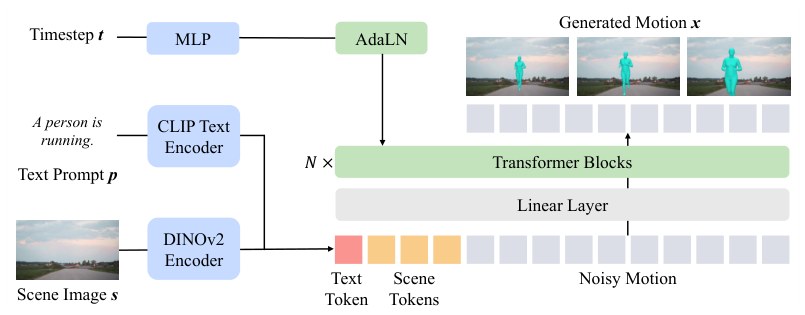 Generated Motion x
Timestep t
MLP
AdaLN
A person is
running.
CLIP Text
Encoder
Text Prompt p
N ×
Transformer Blocks
Linear Layer
DINOv2
Encoder
Scene Image s
Text
Token
Scene
Tokens
Noisy Motion